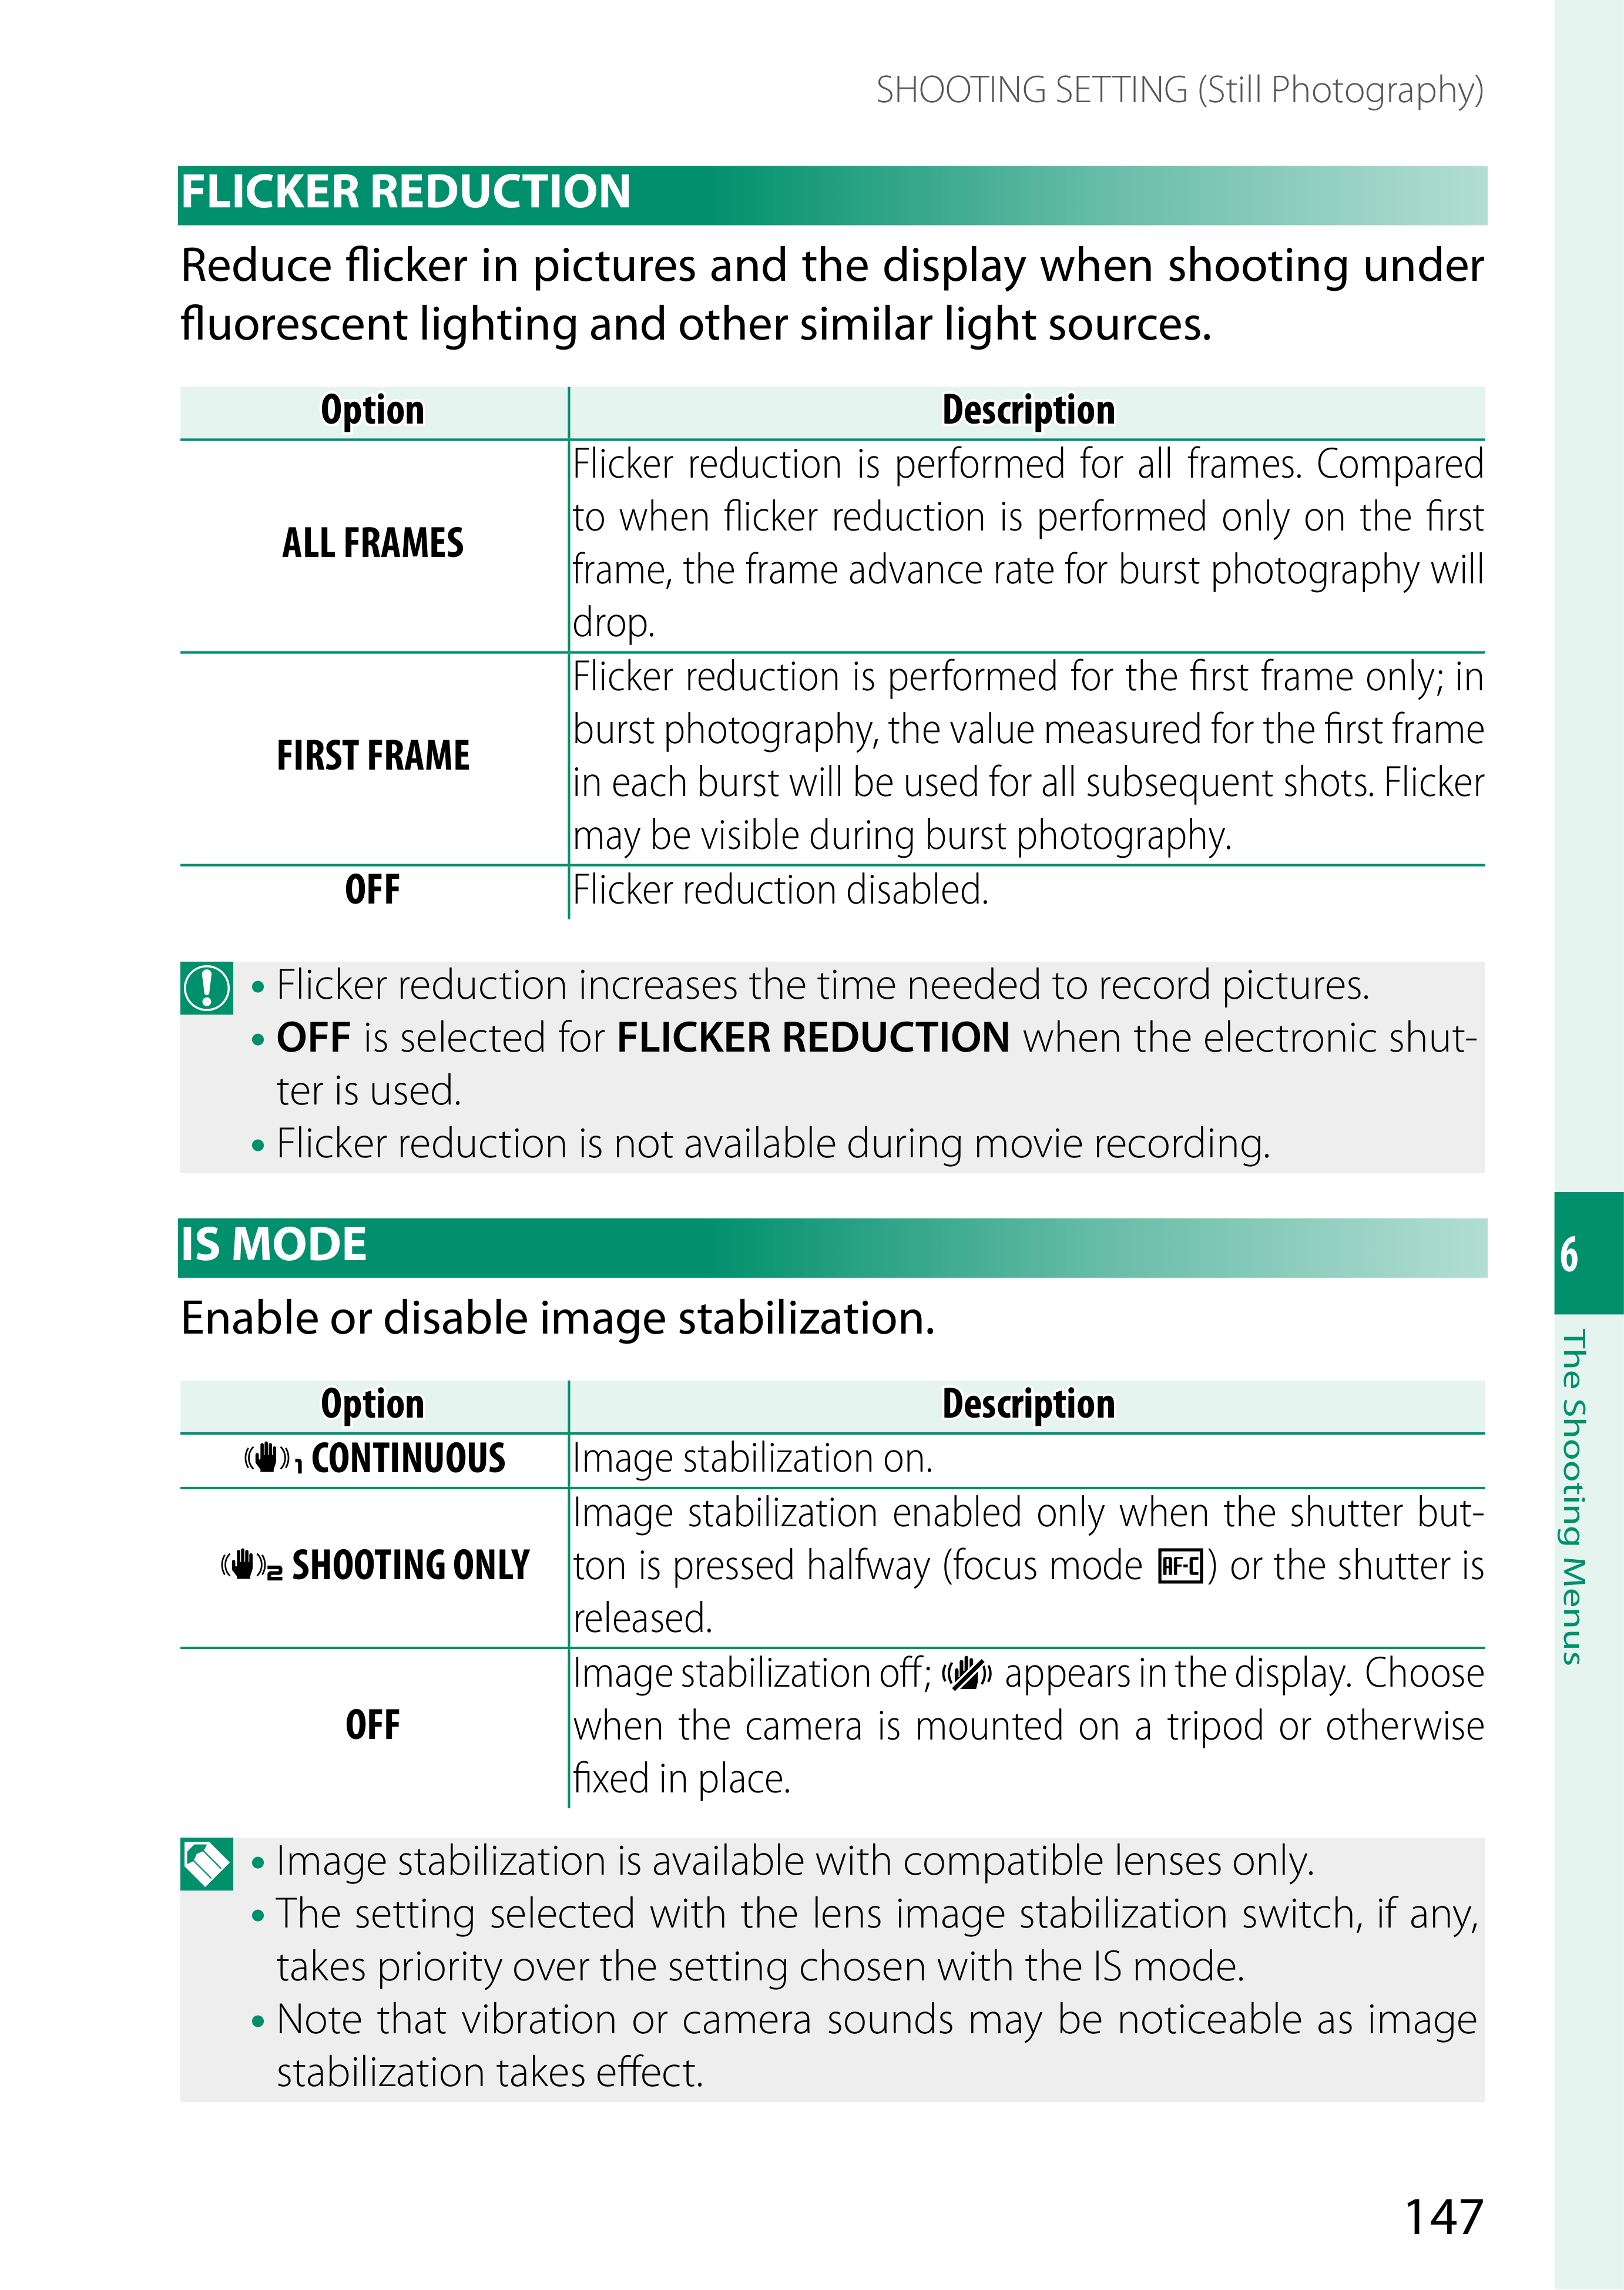 SHOOTING SETTING (Still Photography)
FLICKER REDUCTION
Reduce flicker in pictures and the display when shooting under
fluorescent lighting and other similar light sources.
Option Description
ALL FRAMES
Flicker reduction is performed for all frames. Compared
to when flicker reduction is performed only on the first
frame, the frame advance rate for burst photography will
drop.
FIRST FRAME
Flicker reduction is performed for the first frame only; in
burst photography, the value measured for the first frame
in each burst will be used for all subsequent shots. Flicker
may be visible during burst photography.
OFF Flicker reduction disabled.
• Flicker reduction increases the time needed to record pictures.
• OFF is selected for FLICKER REDUCTION when the electronic shut-
ter is used.
• Flicker reduction is not available during movie recording.
IS MODE
Enable or disable image stabilization.
Option Description
1 CONTINUOUS Image stabilization on.
2 SHOOTING ONLY
Image stabilization enabled only when the shutter but-
ton is pressed halfway (focus mode AF-C) or the shutter is
released.
OFF
Image stabilization off; appears in the display. Choose
when the camera is mounted on a tripod or otherwise
fixed in place.
• Image stabilization is available with compatible lenses only.
• The setting selected with the lens image stabilization switch, if any,
takes priority over the setting chosen with the IS mode.
• Note that vibration or camera sounds may be noticeable as image
stabilization takes effect.
6
The Shooting Menus
147